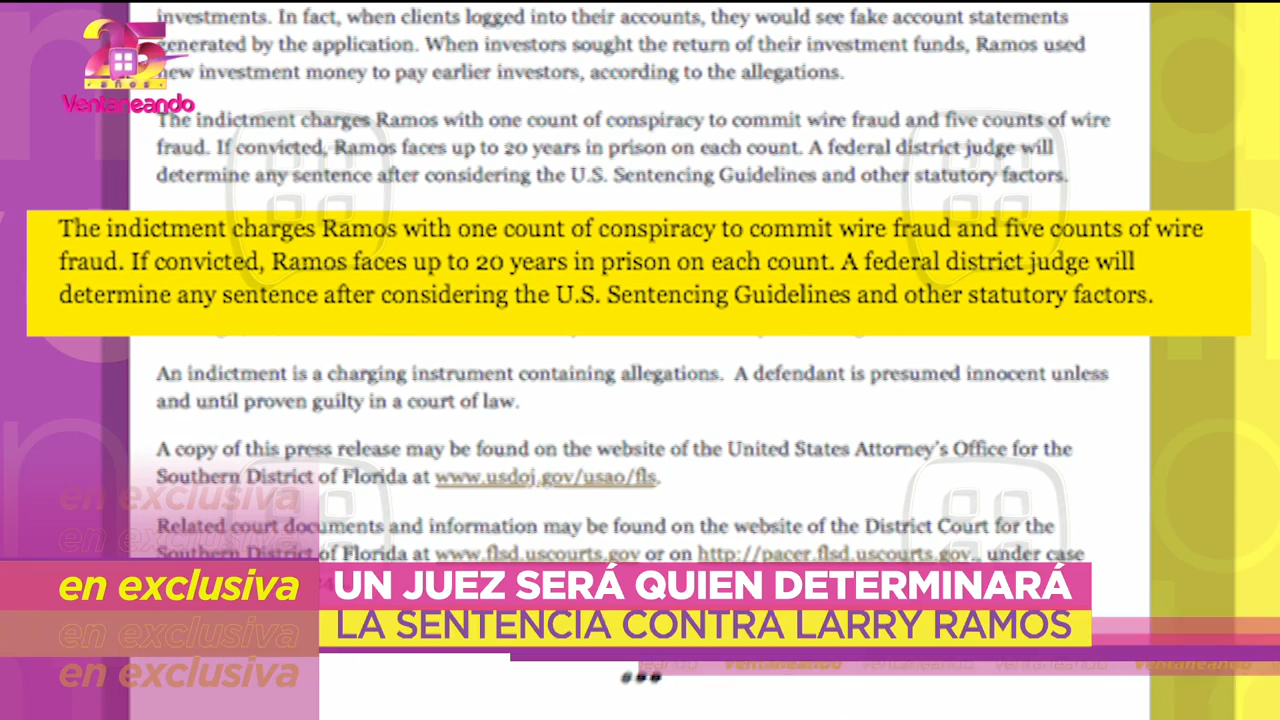 investments. In fact, when clients logged into their accounts, they would see fake account statements
generated by the application. When investors sought the return of their investment funds, Ramos used
new investment money to pay earlier investors, according to the allegations.
25
años
Ventaneando
The indictment charges Ramos with one count of conspiracy to commit wire fraud and five counts of wire
fraud. If convicted, Ramos faces up to 20 years in prison on each count. A federal district judge will
determine any sentence after considering the U.S. Sentencing Guidelines and other statutory factors.
The indictment charges Ramos with one count of conspiracy to commit wire fraud and five counts of wire
fraud. If convicted, Ramos faces up to 20 years in prison on each count. A federal district judge will
determine any sentence after considering the U.S. Sentencing Guidelines and other statutory factors.
An indictment is a charging instrument containing allegations. A defendant is presumed innocent unless
and until proven guilty in a court of law.
A copy of this press release may be found on the website of the United States Attorney's Office for the
Southern District of Florida at www.usdoj.gov/usao/fls.
Related court documents and information may be found on the website of the District Court for the
Southern District of Florida at www.flsd.uscourts.gov or on http://pacer.flsd.uscourts.gov., under case
en exclusiva
en exclusiva
en exclusiva
en exclusiva
en exclusiva
UN JUEZ SERÁ QUIEN DETERMINARÁ
LA SENTENCIA CONTRA LARRY RAMOS
Ventaneando Ventaneando Ventaneando Ventaneando
###